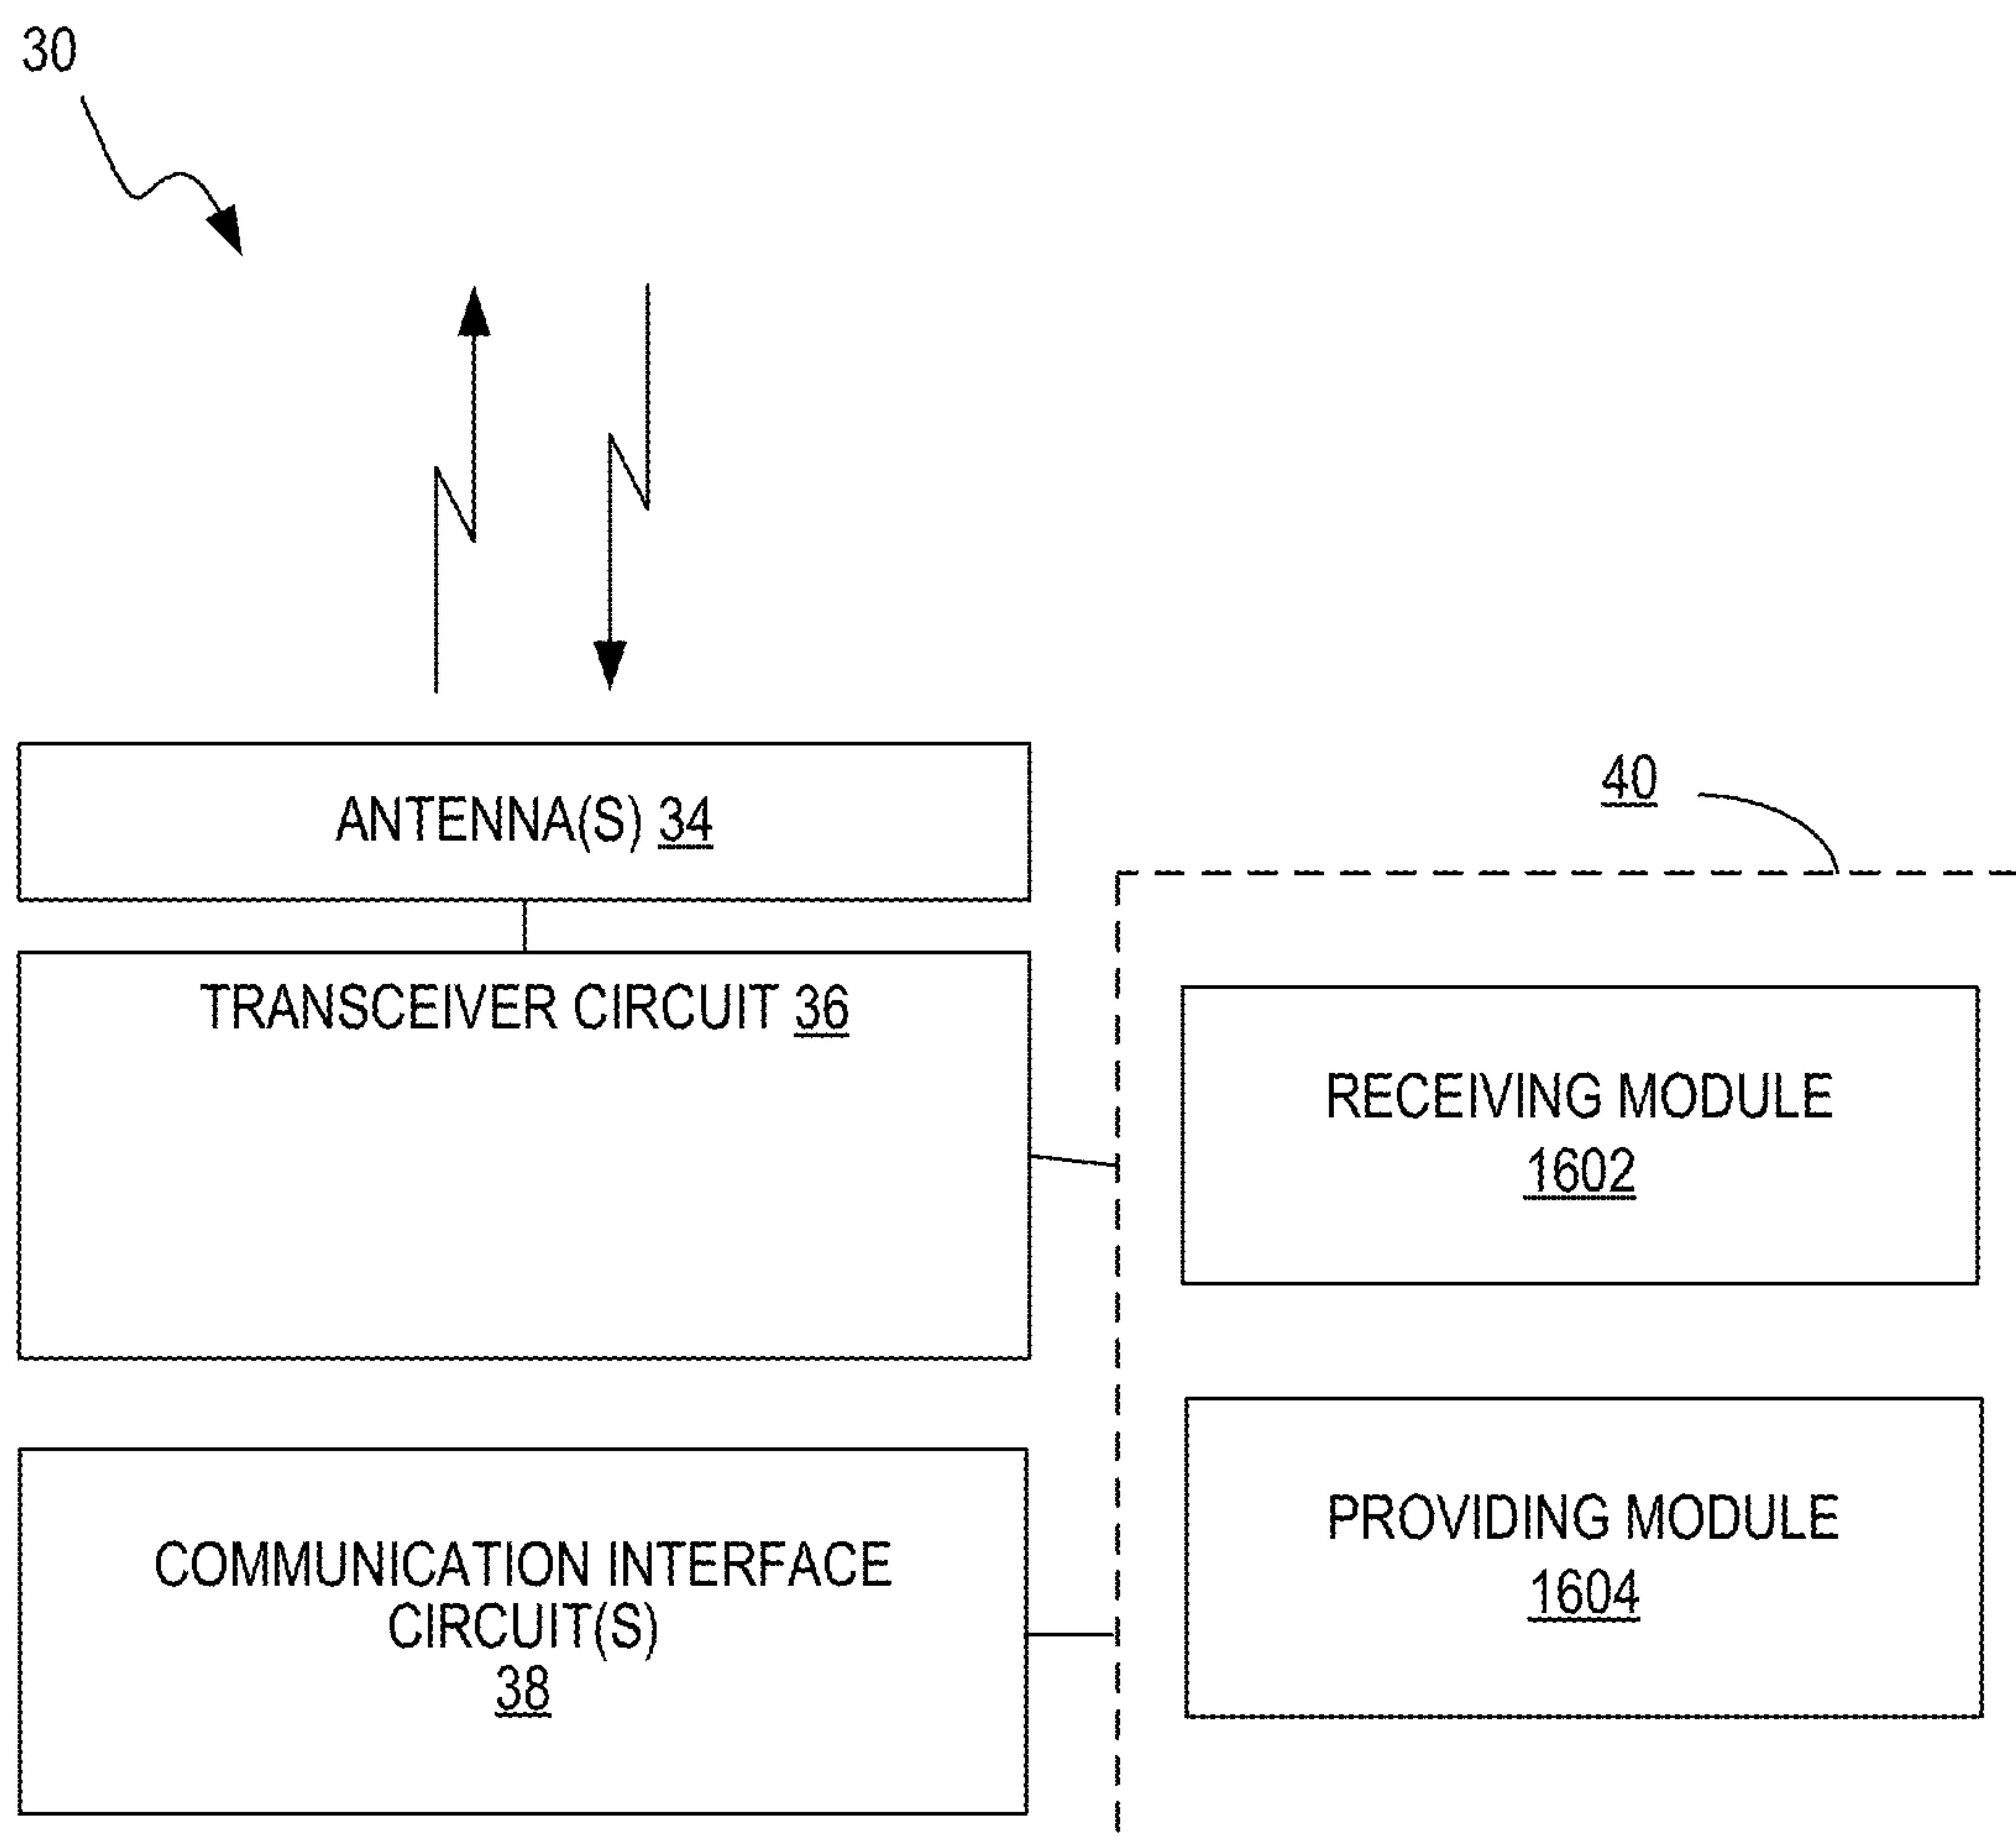 30
ANTENNA(S) 34
40
TRANSCEIVER CIRCUIT 36
RECEIVING MODULE
1602
COMMUNICATION INTERFACE
CIRCUIT(S)
38
PROVIDING MODULE
1604